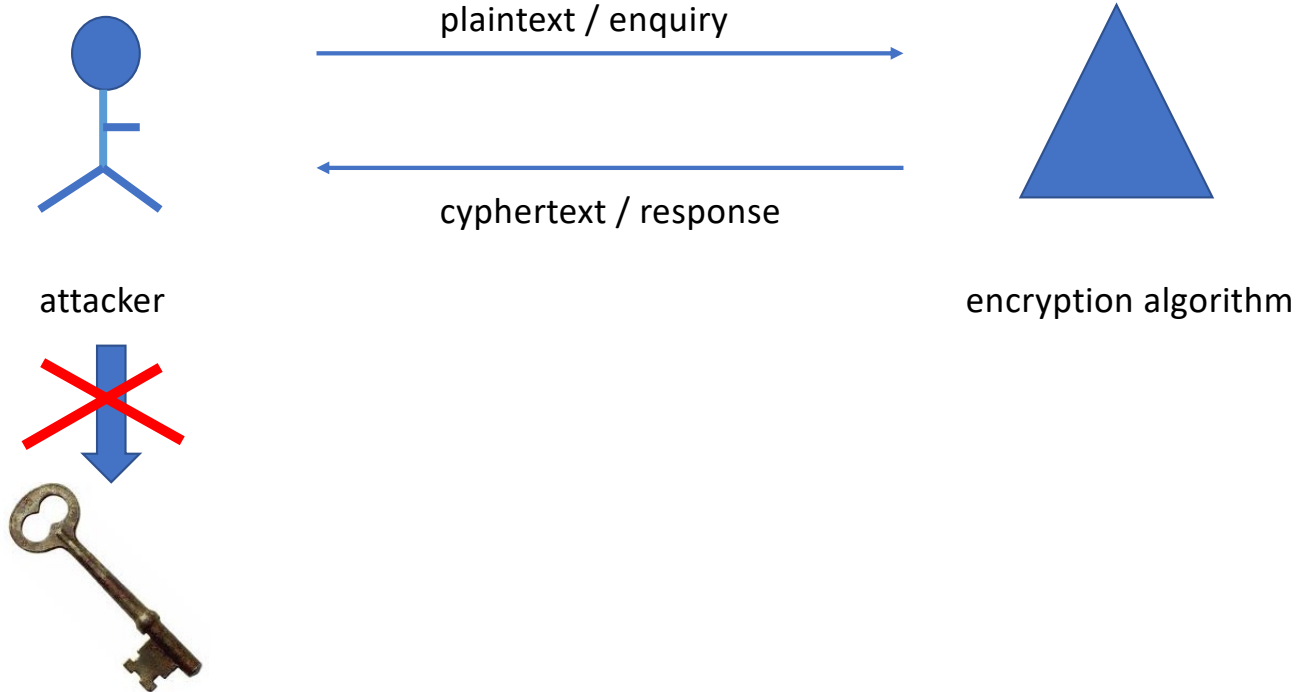 plaintext / enquiry
cyphertext / response
attacker
encryption algorithm